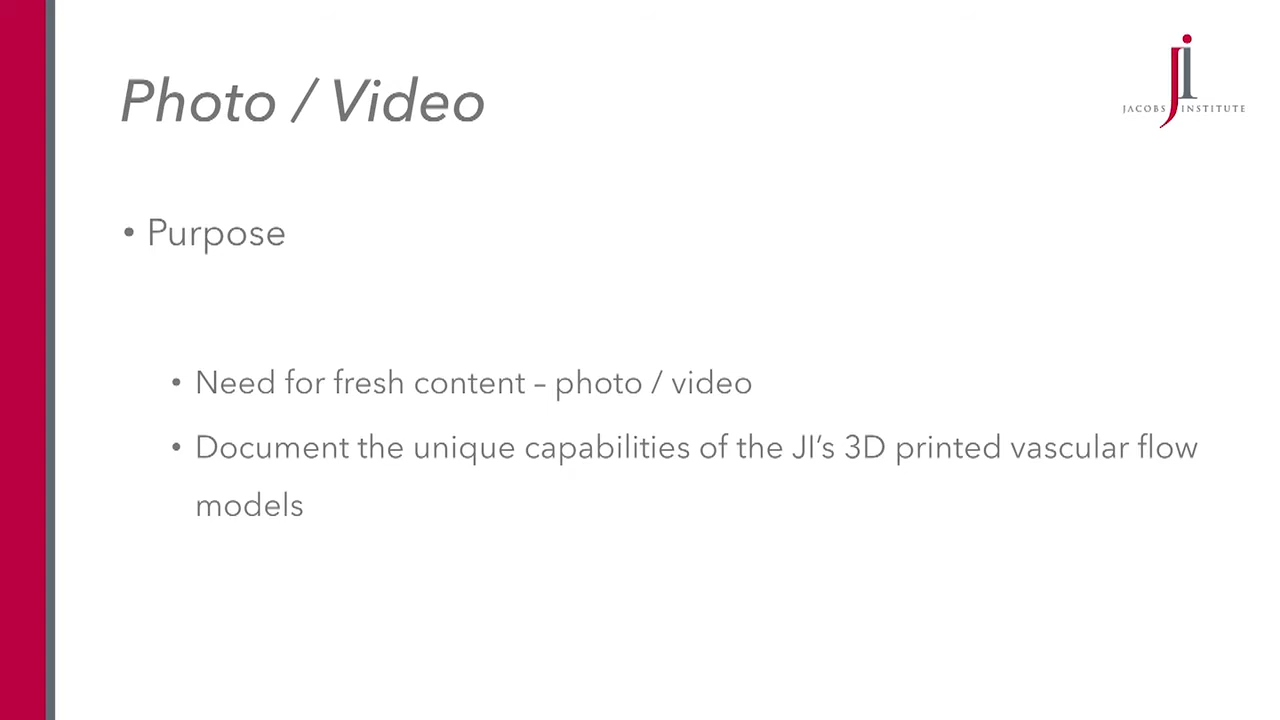 Photo / Video
JACOBS INSTITUTE
• Purpose
• Need for fresh content – photo / video
• Document the unique capabilities of the JI’s 3D printed vascular flow
models